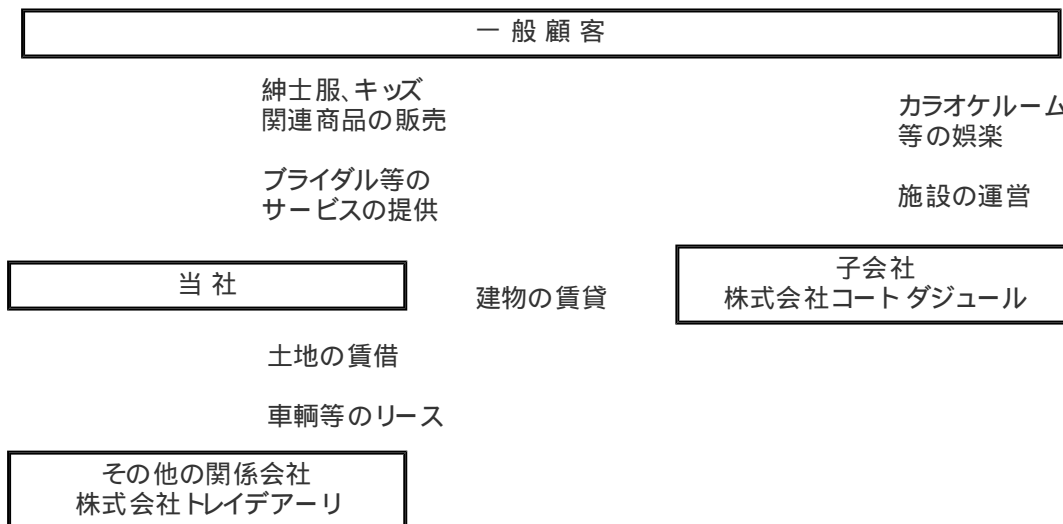 一般顧客
紳士服、キッズ
関連商品の販売
カラオケルーム
等の娯楽
ブライダル等の
サービスの提供
施設の運営
当社
建物の賃貸
子会社
株式会社コートダジュール
土地の賃借
車輌等のリース
その他の関係会社
株式会社トレイデアーリ